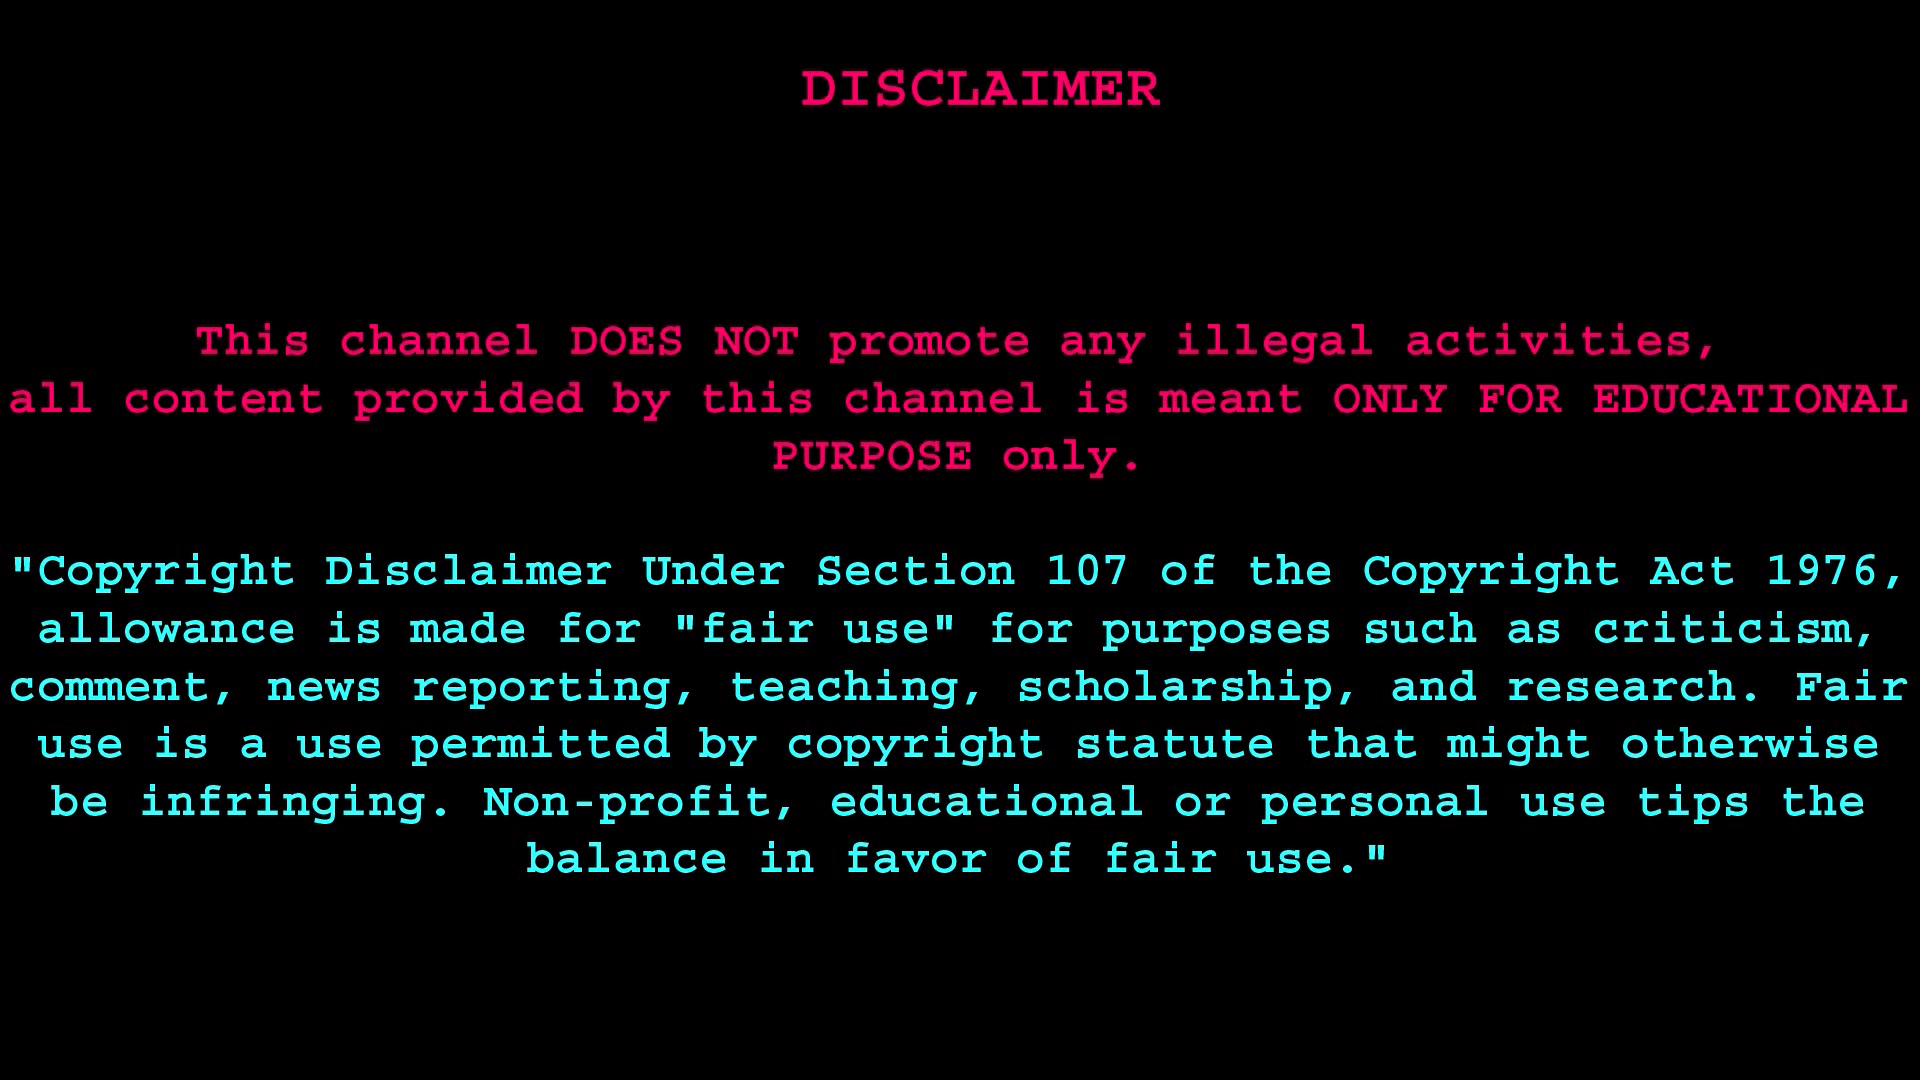 DISCLAIMER
This channel DOES NOT promote any illegal activities,
all content provided by this channel is meant ONLY FOR EDUCATIONAL
PURPOSE only.
"Copyright Disclaimer Under Section 107 of the Copyright Act 1976,
allowance is made for "fair use" for purposes such as criticism,
comment, news reporting, teaching, scholarship, and research. Fair
use is a use permitted by copyright statute that might otherwise
be infringing. Non-profit, educational or personal use tips the
balance in favor of fair use."